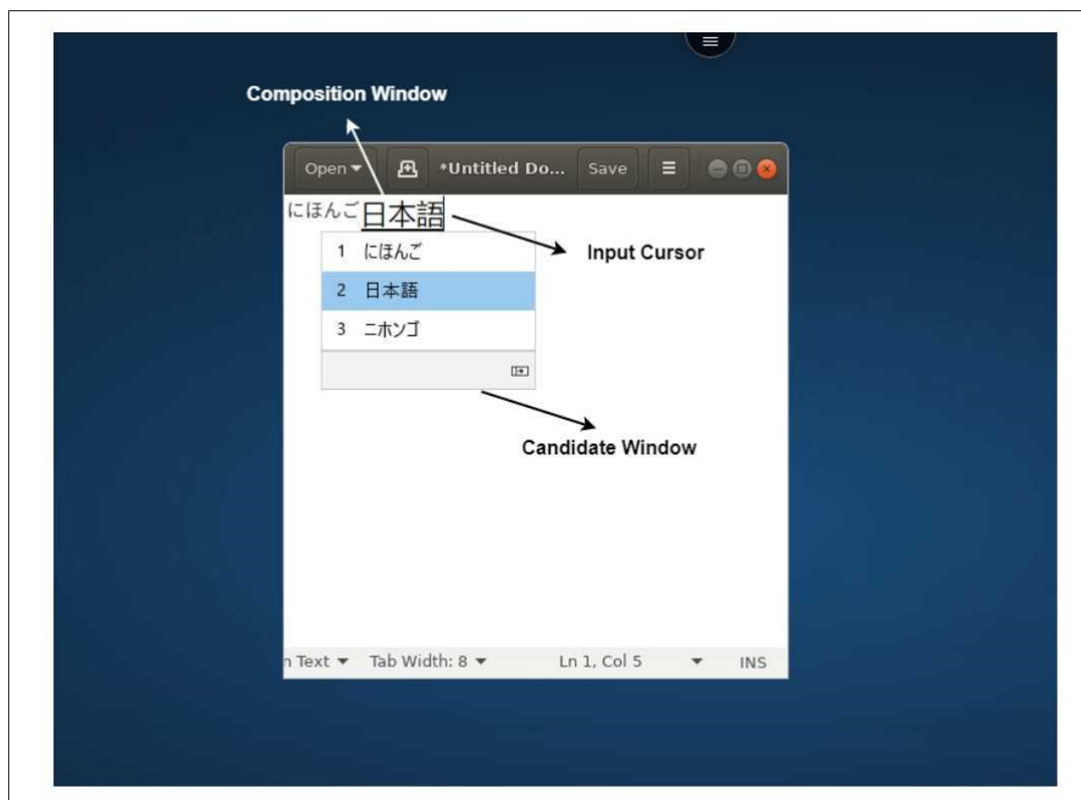 Composition Window
Open *Untitled Do... Save
にほんご日本語
Input Cursor
1 にほんご
2 日本語
3 ニホンゴ
Candidate Window
n Text Tab Width: 8 Ln 1, Col 5 INS